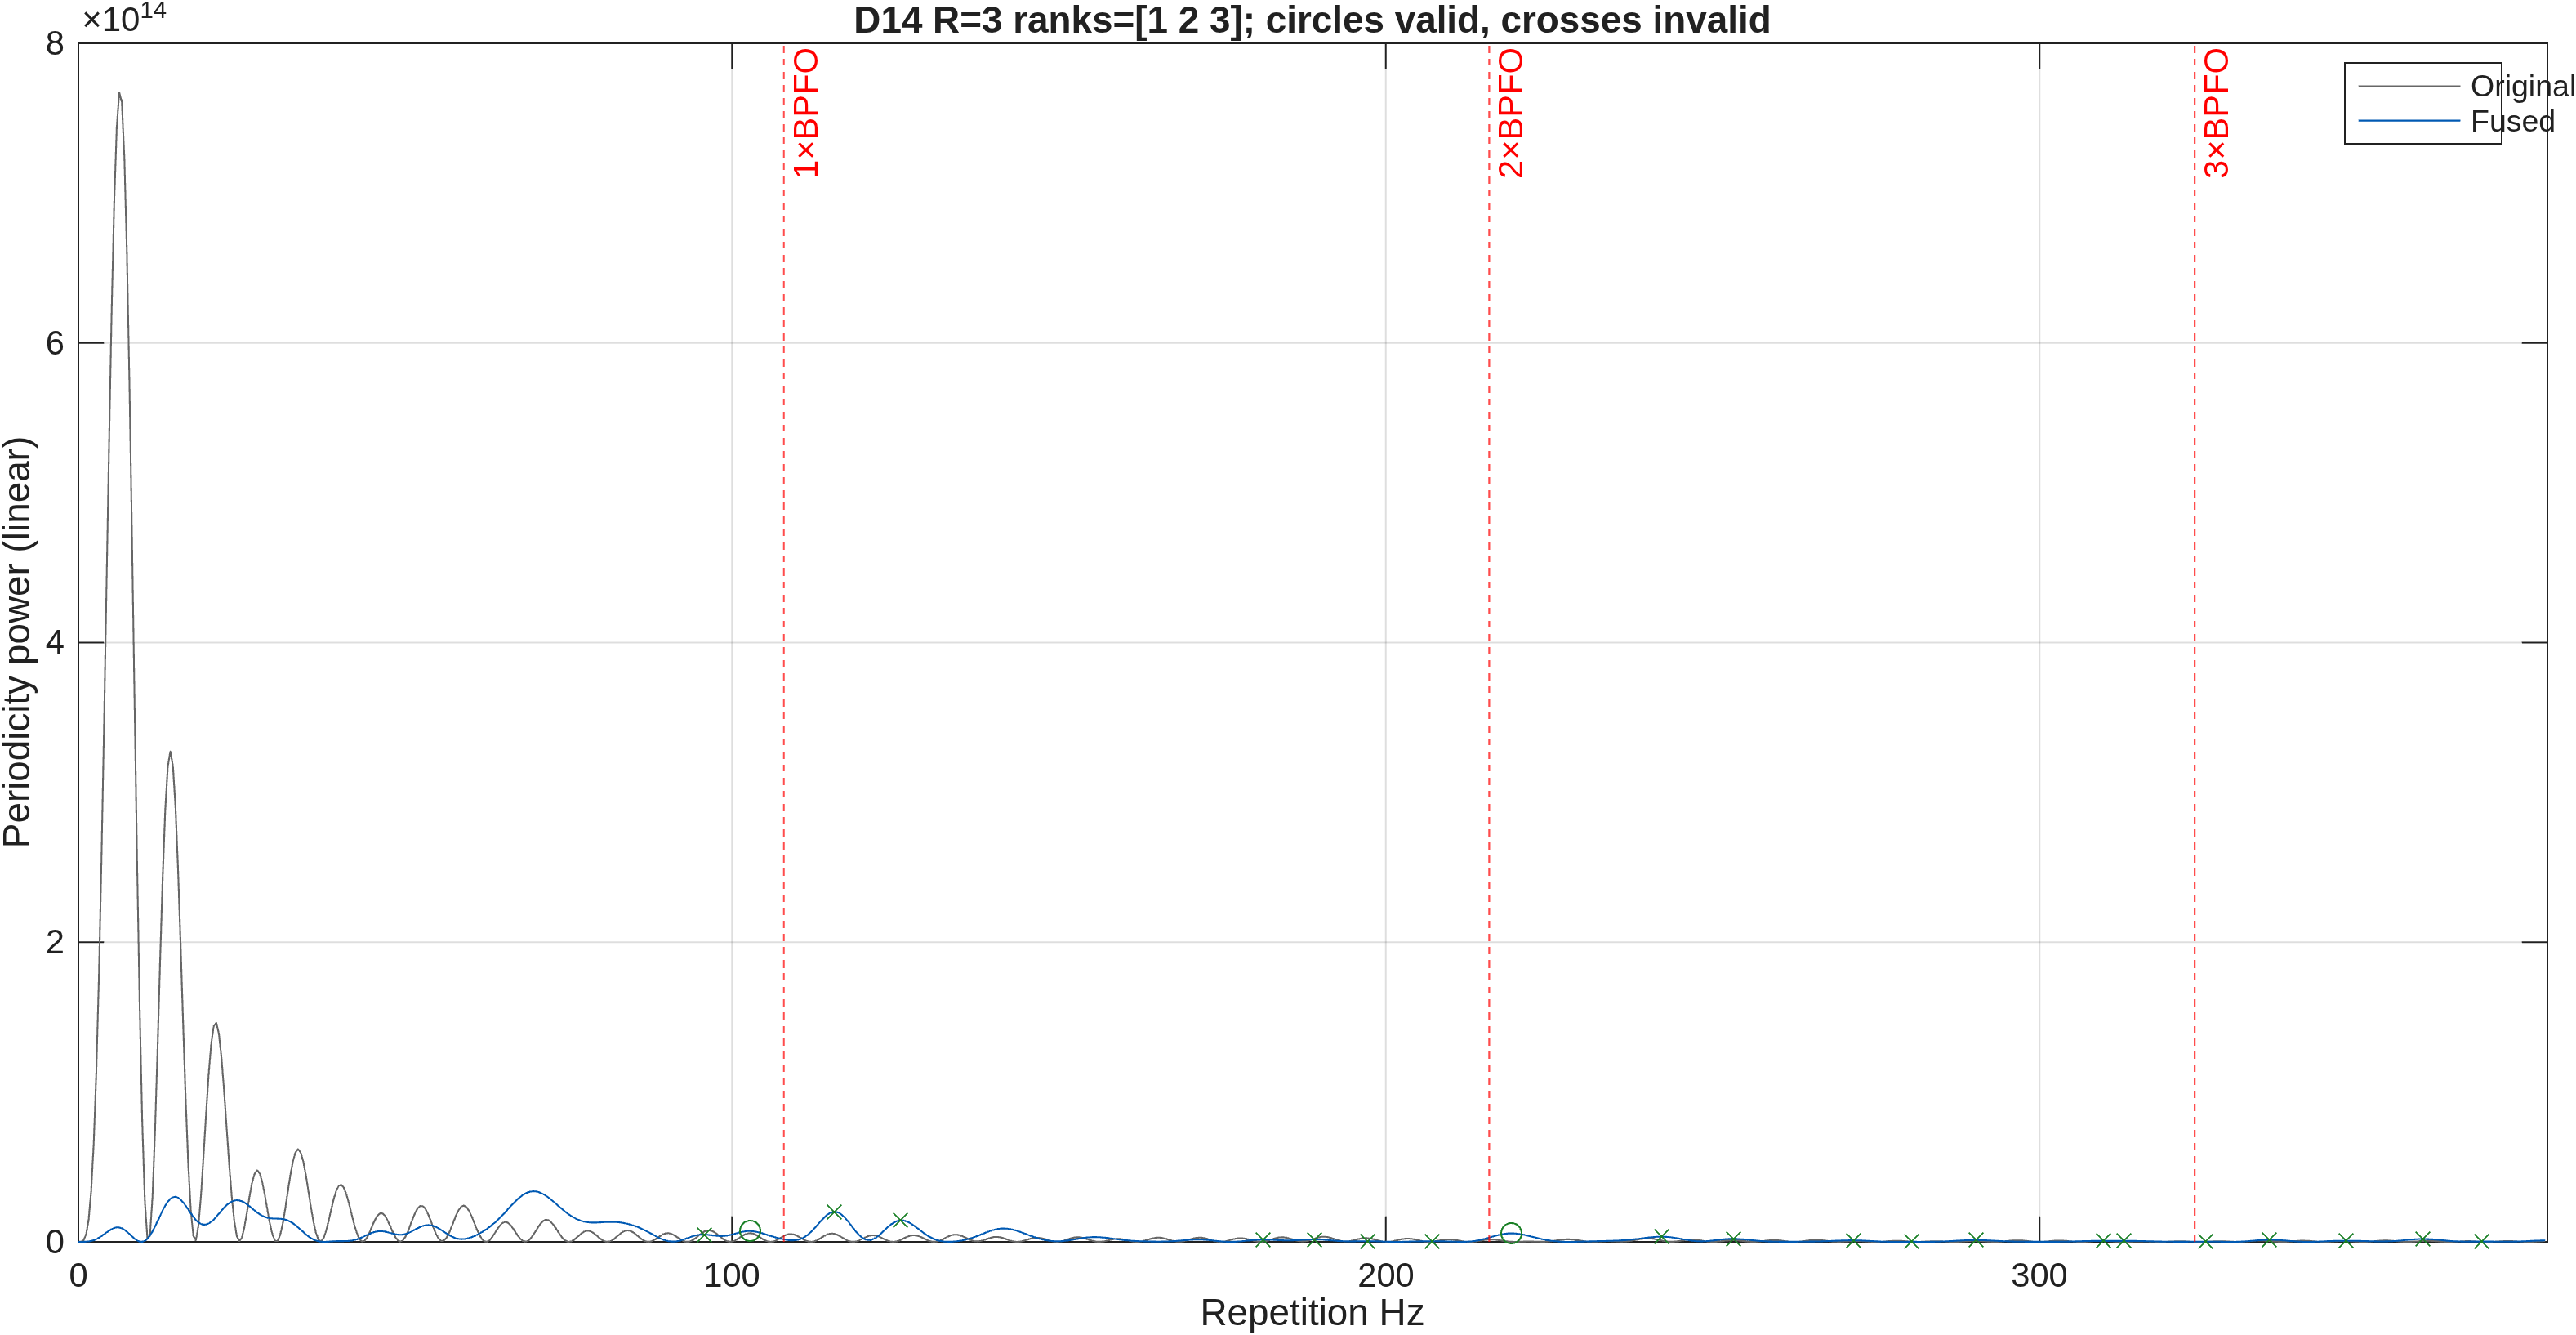 ×10^14
D14 R=3 ranks=[1 2 3]; circles valid, crosses invalid
8
6
4
2
0
Periodicity power (linear)
1×BPFO
2×BPFO
3×BPFO
Original
Fused
0
100
200
300
Repetition Hz